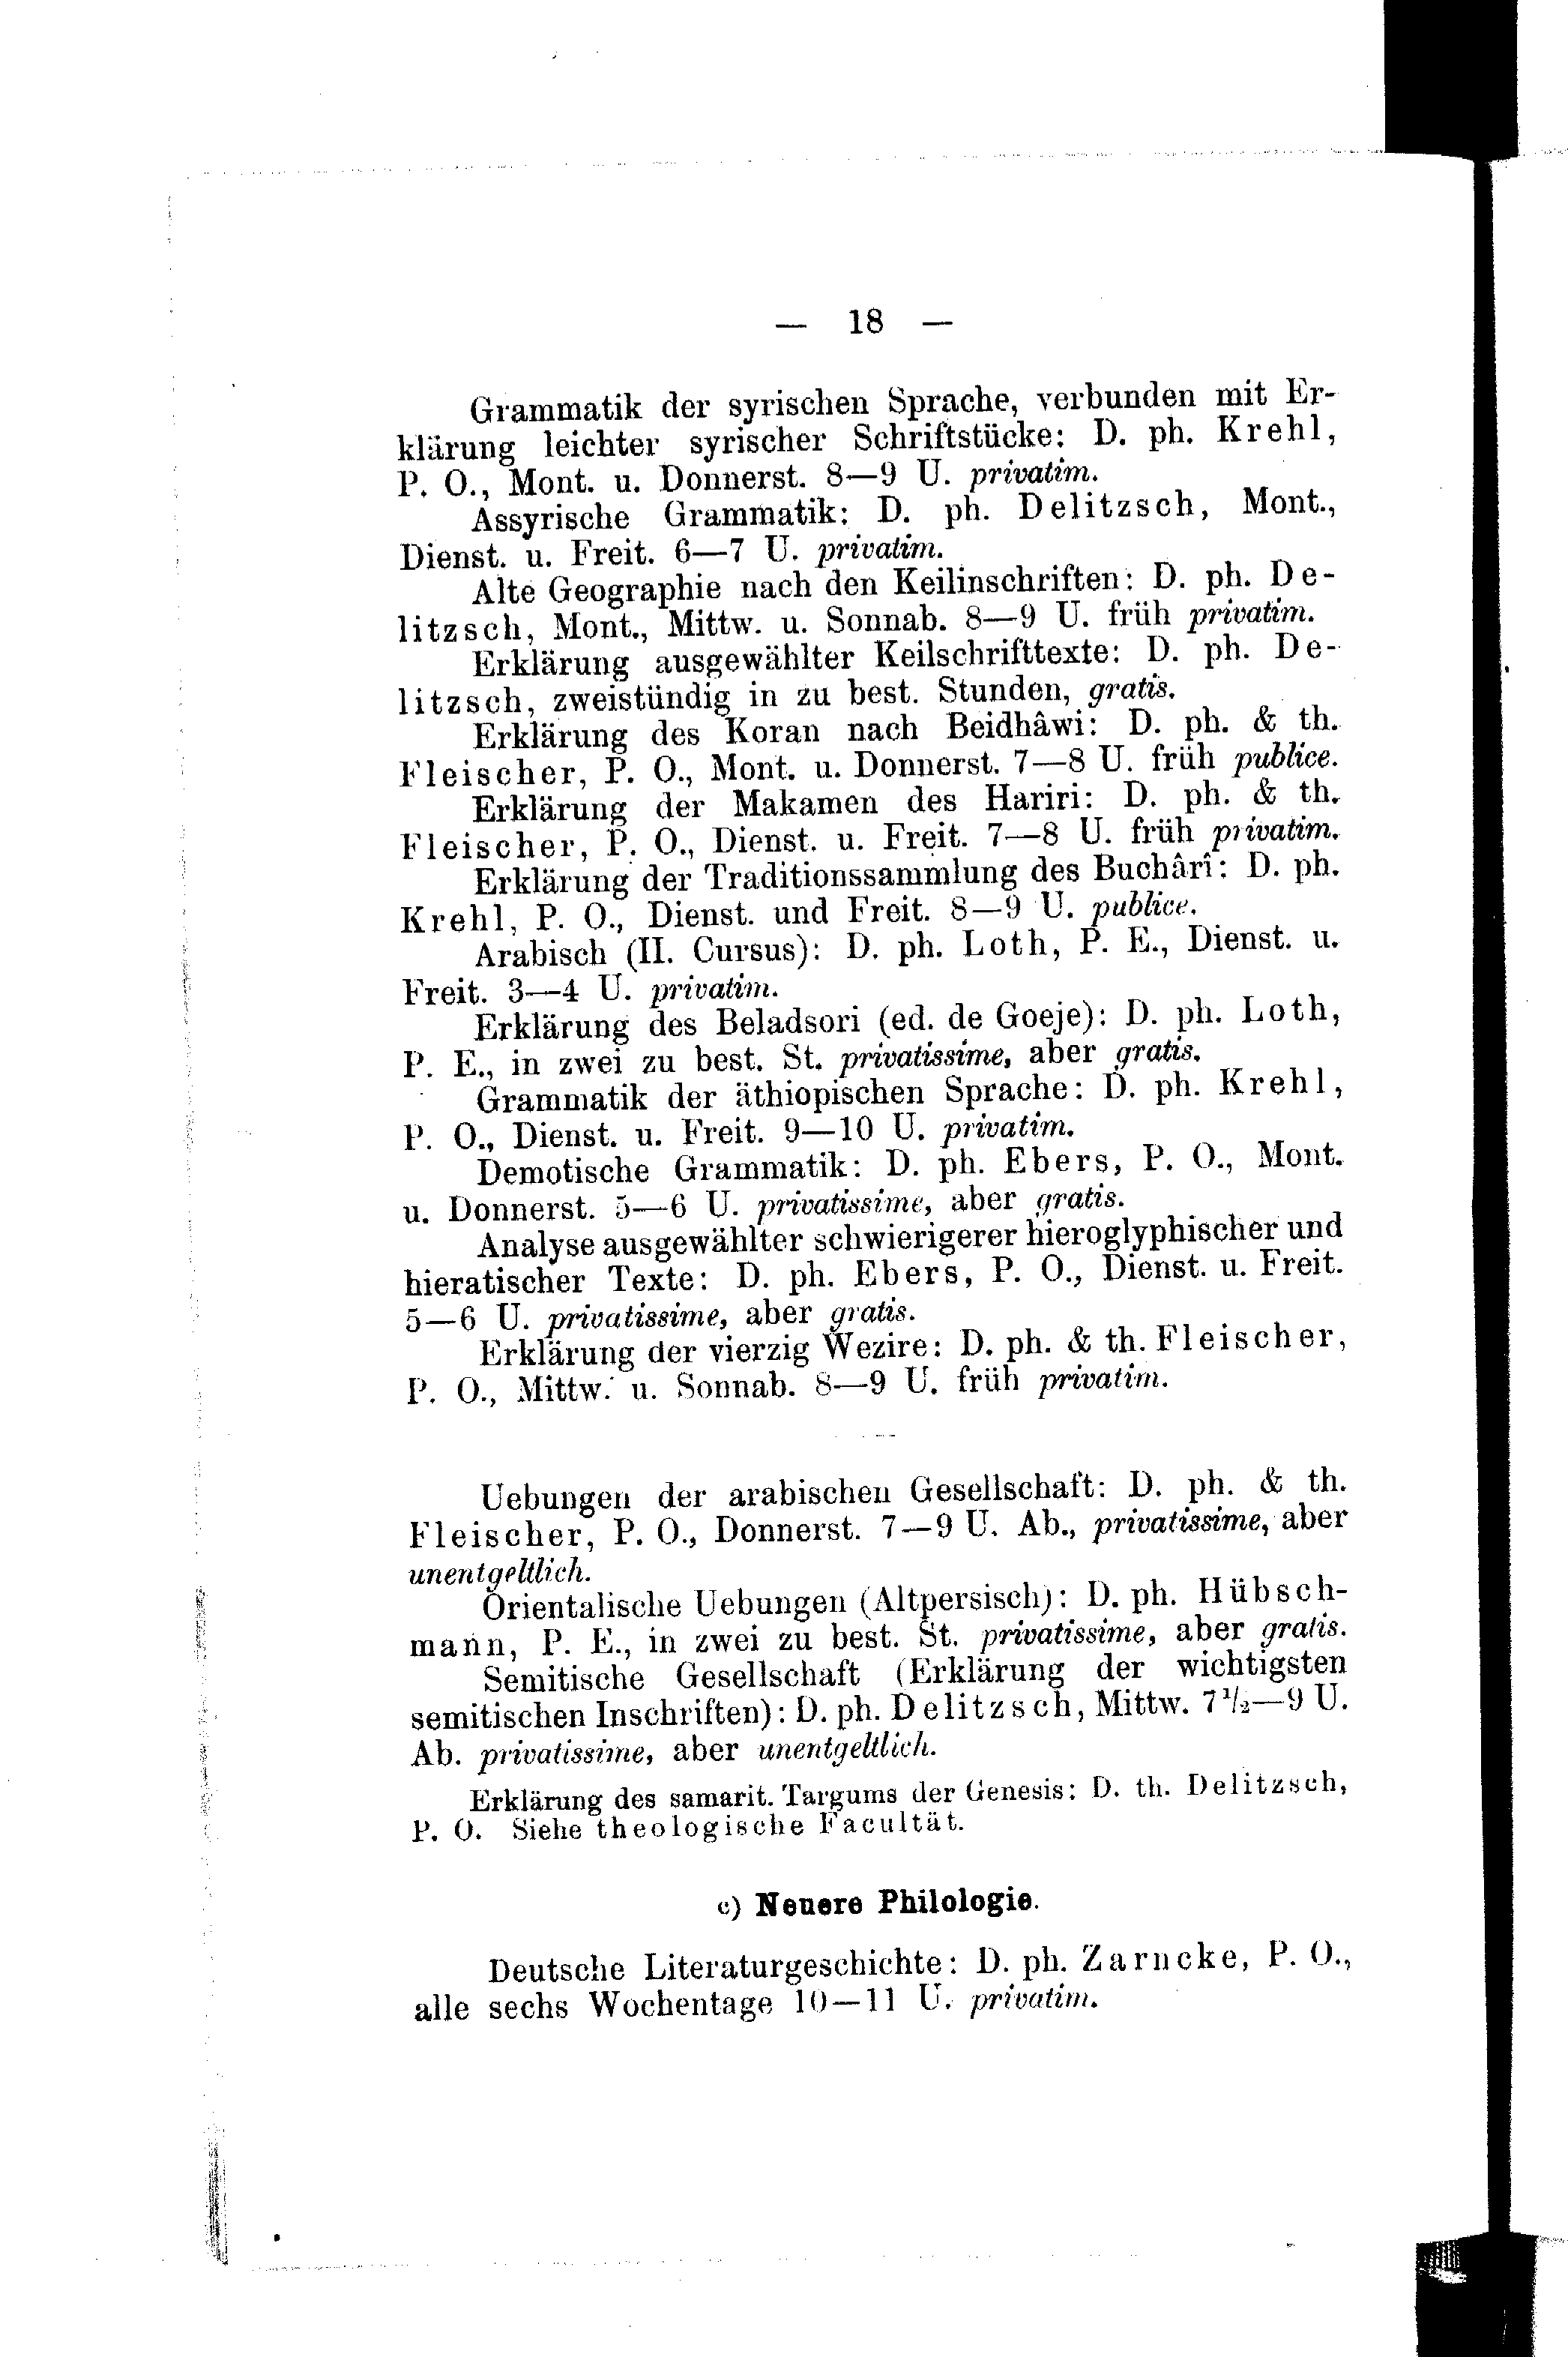 — 18 —
Grammatik der syrischen Sprache, verbunden mit Er-
klärung leichter syrischer Schriftstücke: D. ph. Krehl,
P. O., Mont. u. Donnerst. 8—9 U. privatim.
Assyrische Grammatik: D. ph. Delitzsch, Mont.,
Dienst. u. Freit. 6—7 U. privatim.
Alte Geographie nach den Keilinschriften: D. ph. De-
litzsch, Mont., Mittw. u. Sonnab. 8—9 U. früh privatim.
Erklärung ausgewählter Keilschrifttexte: D. ph. De-
litzsch, zweistündig in zu best. Stunden, gratis.
Erklärung des Koran nach Beidhâwi: D. ph. & th.
Fleischer, P. O., Mont. u. Donnerst. 7—8 U. früh publice.
Erklärung der Makamen des Hariri: D. ph. & th.
Fleischer, P. O., Dienst. u. Freit. 7—8 U. früh privatim.
Erklärung der Traditionssammlung des Buchârî: D. ph.
Krehl, P. O., Dienst. und Freit. 8—9 U. publice.
Arabisch (II. Cursus): D. ph. Loth, P. E., Dienst. u.
Freit. 3—4 U. privatim.
Erklärung des Beladsori (ed. de Goeje): D. ph. Loth,
P. E., in zwei zu best. St. privatissime, aber gratis.
Grammatik der äthiopischen Sprache: D. ph. Krehl,
P. O., Dienst. u. Freit. 9—10 U. privatim.
Demotische Grammatik: D. ph. Ebers, P. O., Mont.
u. Donnerst. 5—6 U. privatissime, aber gratis.
Analyse ausgewählter schwierigerer hieroglyphischer und
hieratischer Texte: D. ph. Ebers, P. O., Dienst. u. Freit.
5—6 U. privatissime, aber gratis.
Erklärung der vierzig Wezire: D. ph. & th. Fleischer,
P. O., Mittw. u. Sonnab. 8—9 U. früh privatim.
Uebungen der arabischen Gesellschaft: D. ph. & th.
Fleischer, P. O., Donnerst. 7—9 U. Ab., privatissime, aber
unentgeltlich.
Orientalische Uebungen (Altpersisch): D. ph. Hübsch-
mann, P. E., in zwei zu best. St. privatissime, aber gratis.
Semitische Gesellschaft (Erklärung der wichtigsten
semitischen Inschriften): D. ph. Delitzsch, Mittw. 7½—9 U.
Ab. privatissime, aber unentgeltlich.
Erklärung des samarit. Targums der Genesis: D. th. Delitzsch,
P. O. Siehe theologische Facultät.
c) Neuere Philologie.
Deutsche Literaturgeschichte: D. ph. Zarncke, P. O.,
alle sechs Wochentage 10—11 U. privatim.